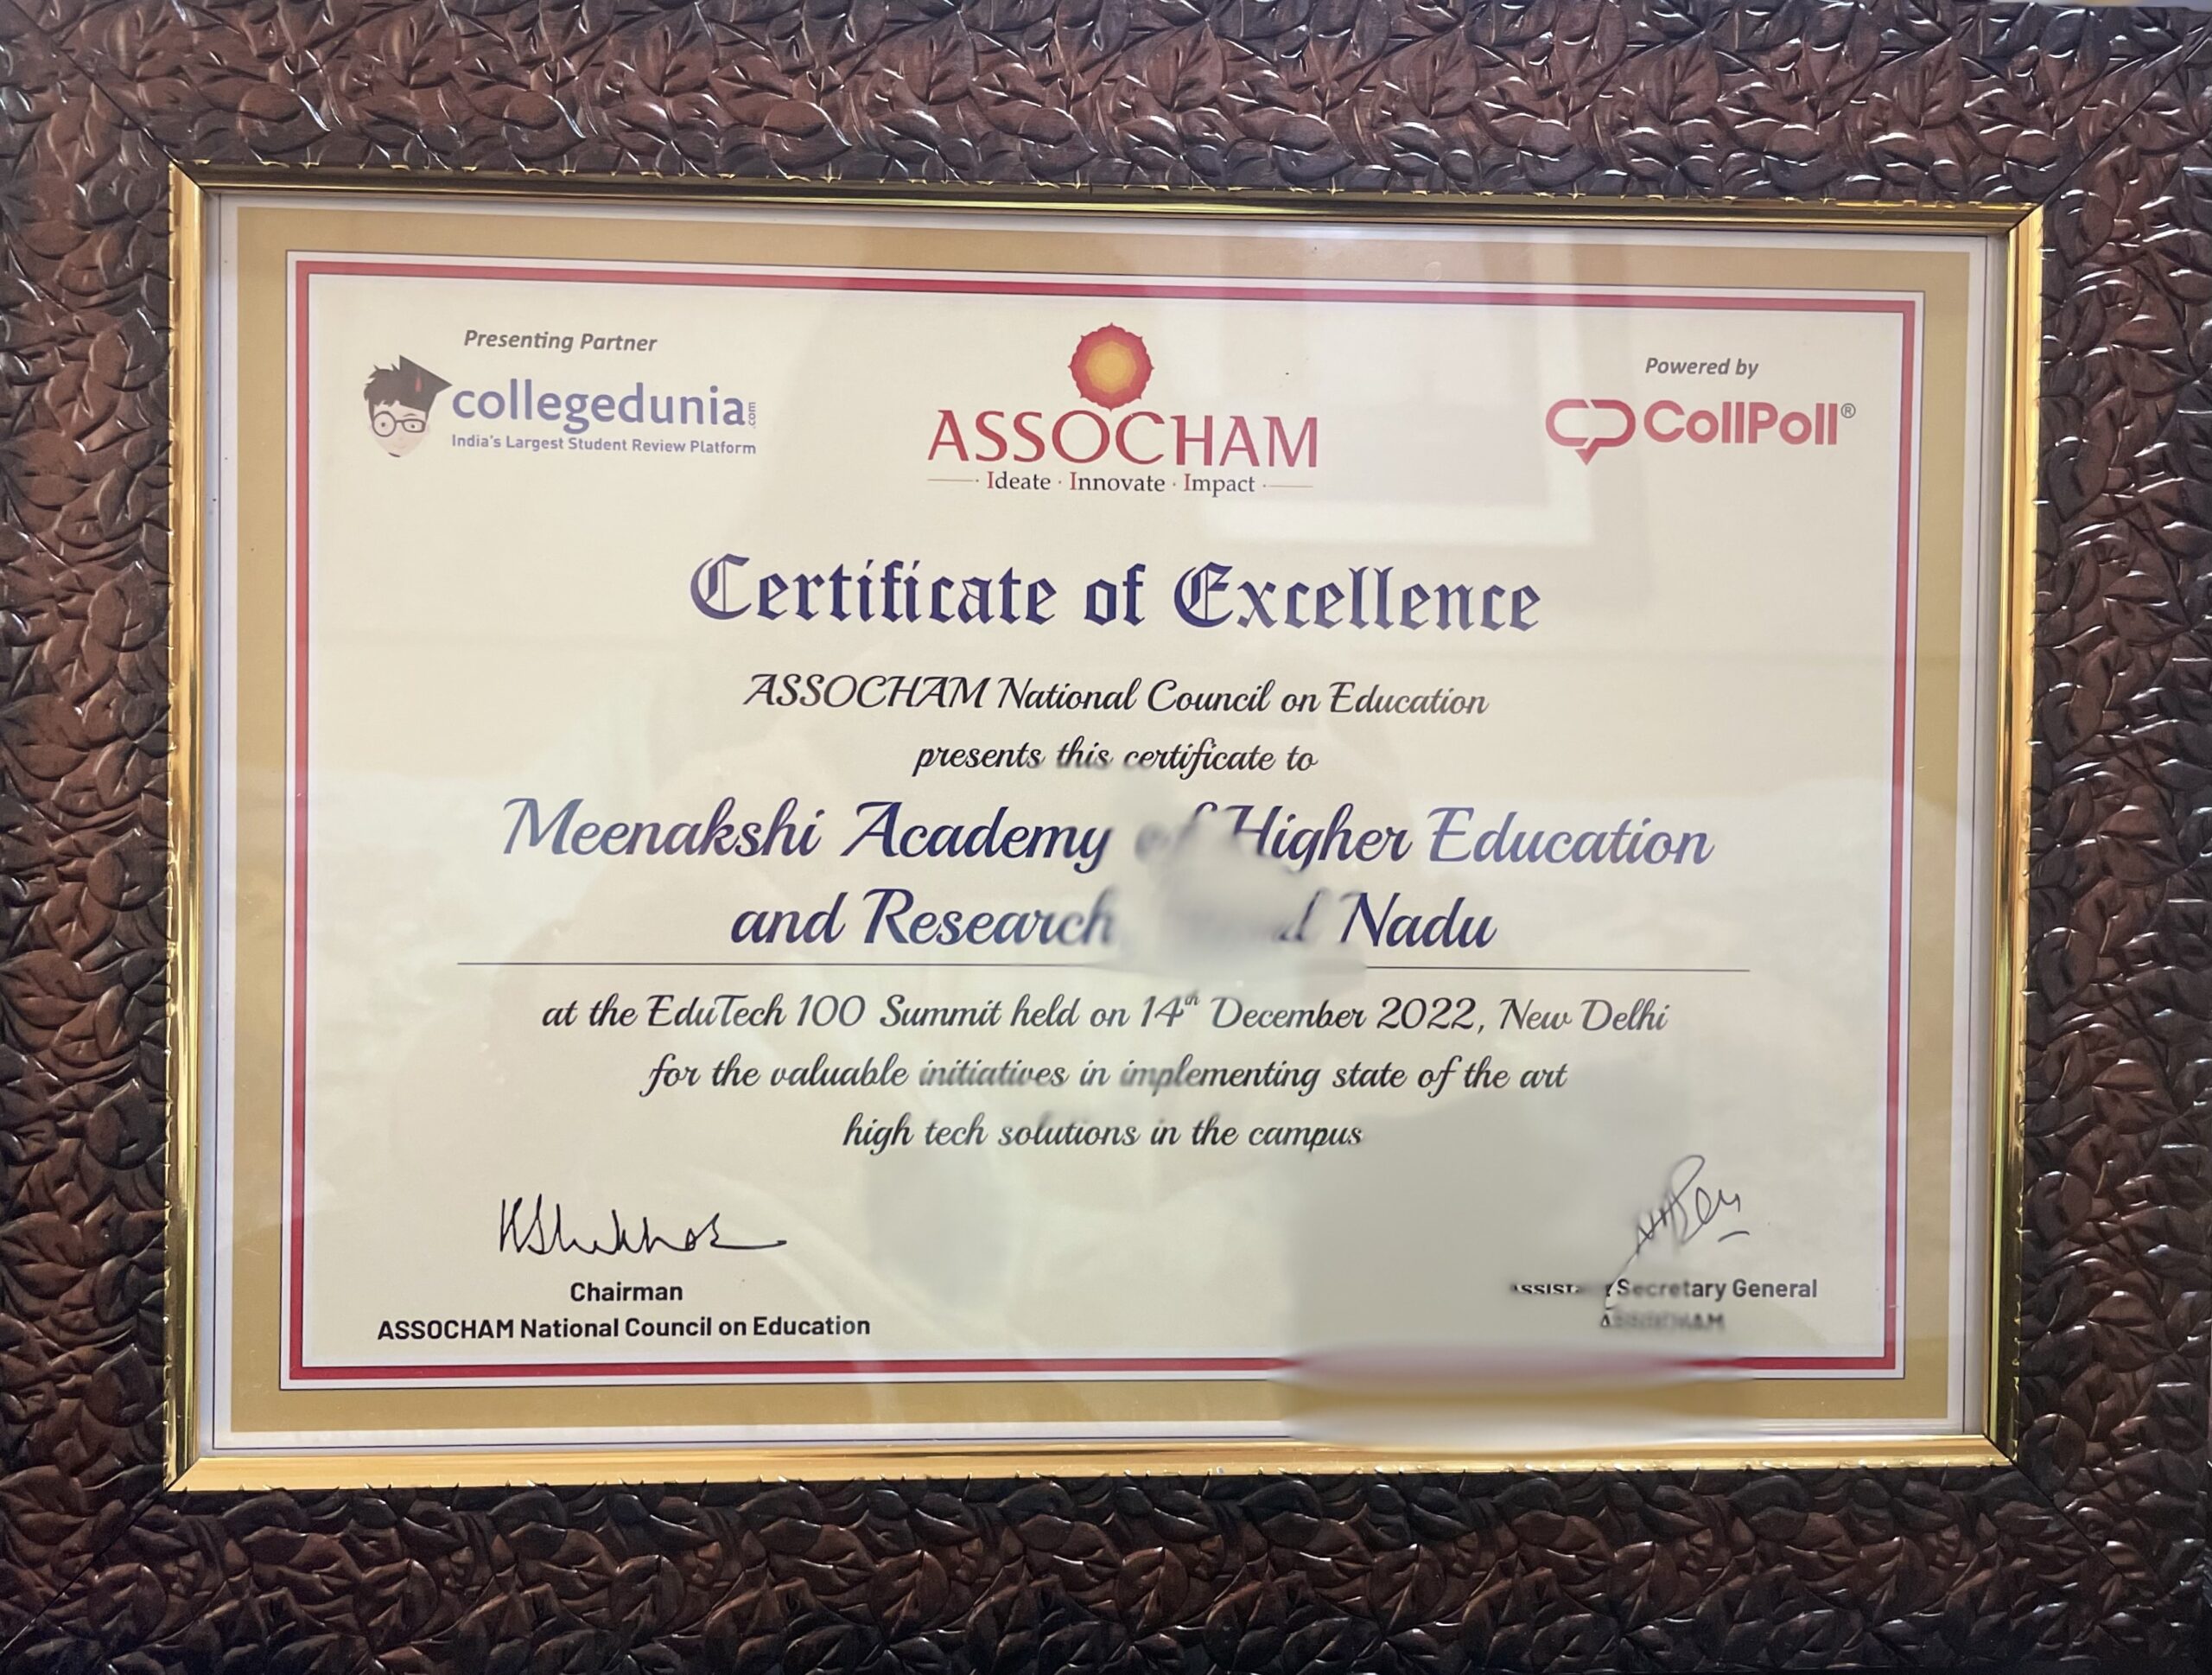 Presenting Partner
collegedunia.com
India's Largest Student Review Platform
ASSOCHAM
Ideate · Innovate · Impact
Powered by
CollPoll®
Certificate of Excellence
ASSOCHAM National Council on Education
presents this certificate to
Meenakshi Academy of Higher Education
and Research Nadu
at the EduTech 100 Summit held on 14th December 2022, New Delhi
for the valuable initiatives in implementing state of the art
high tech solutions in the campus
Chairman
ASSOCHAM National Council on Education
Secretary General